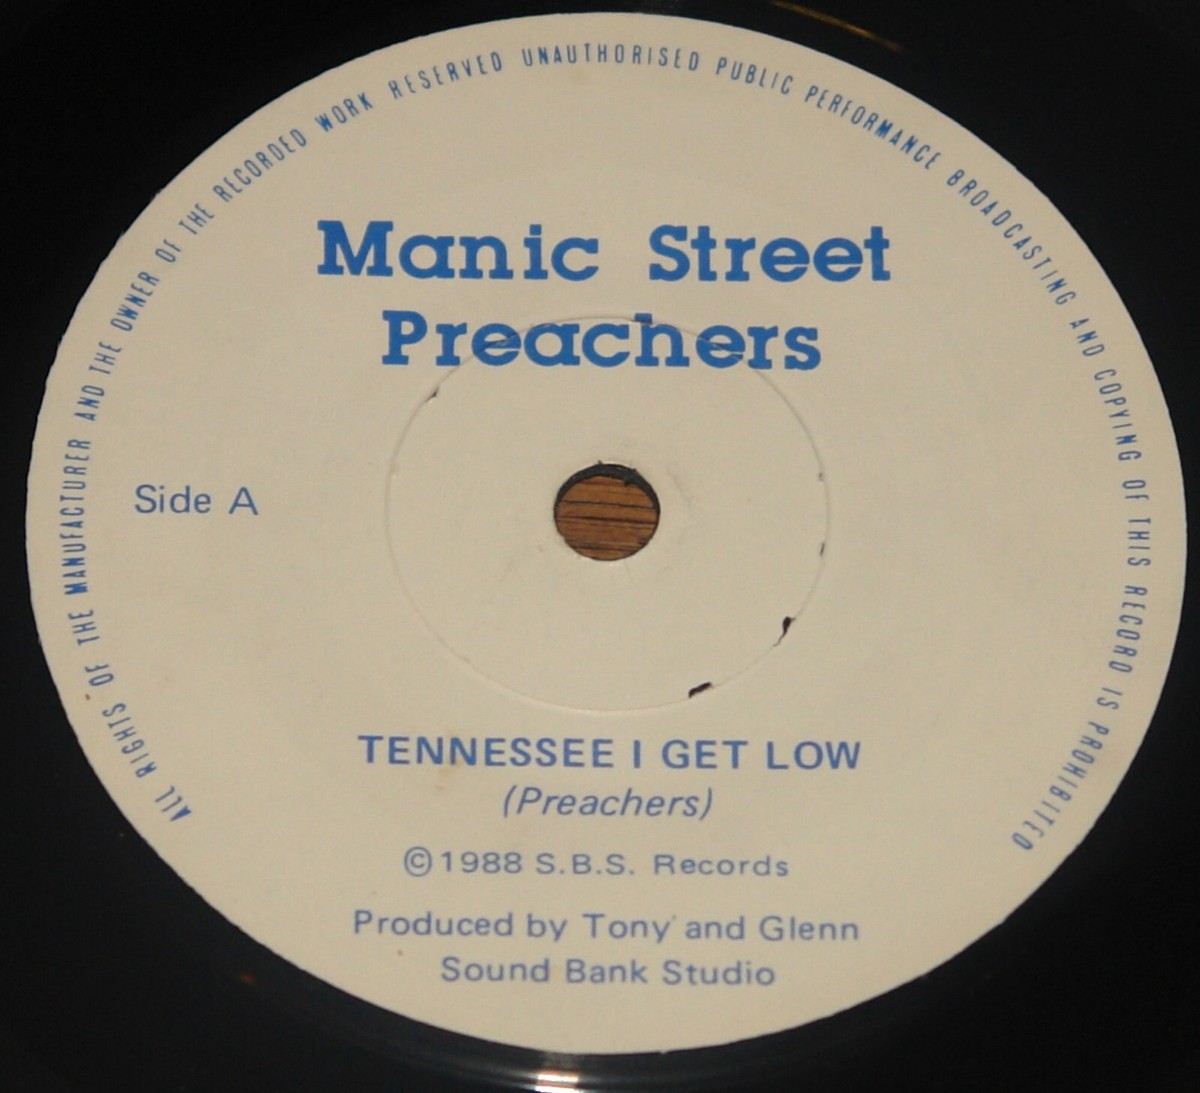 ALL RIGHTS OF THE MANUFACTURER AND THE OWNER OF THE RECORDED WORK RESERVED UNAUTHORISED PUBLIC PERFORMANCE BROADCASTING AND COPYING OF THIS RECORD IS PROHIBITED
Manic Street
Preachers
Side A
TENNESSEE I GET LOW
(Preachers)
©1988 S.B.S. Records
Produced by Tony and Glenn
Sound Bank Studio